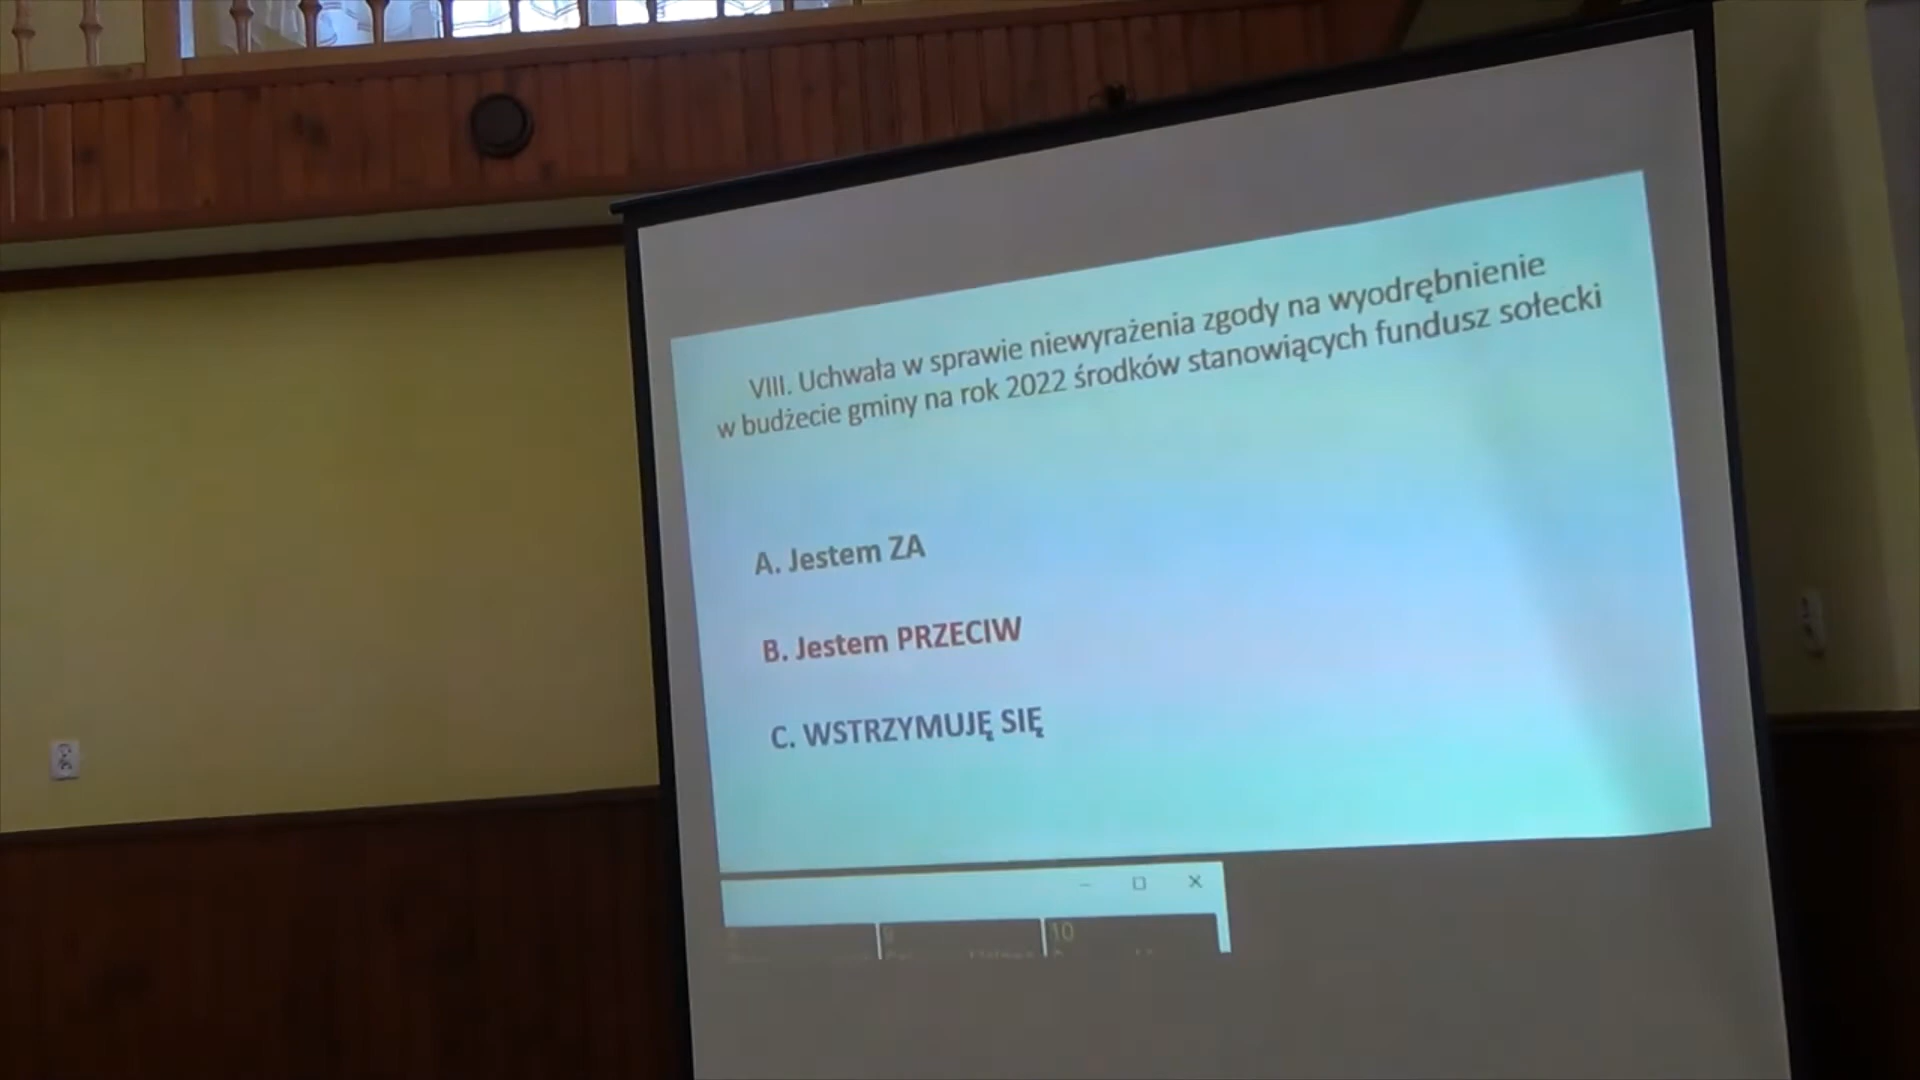 VIII. Uchwała w sprawie niewyrażenia zgody na wyodrębnienie
w budżecie gminy na rok 2022 środków stanowiących fundusz sołecki
A. Jestem ZA
B. Jestem PRZECIW
C. WSTRZYMUJĘ SIĘ
9 10